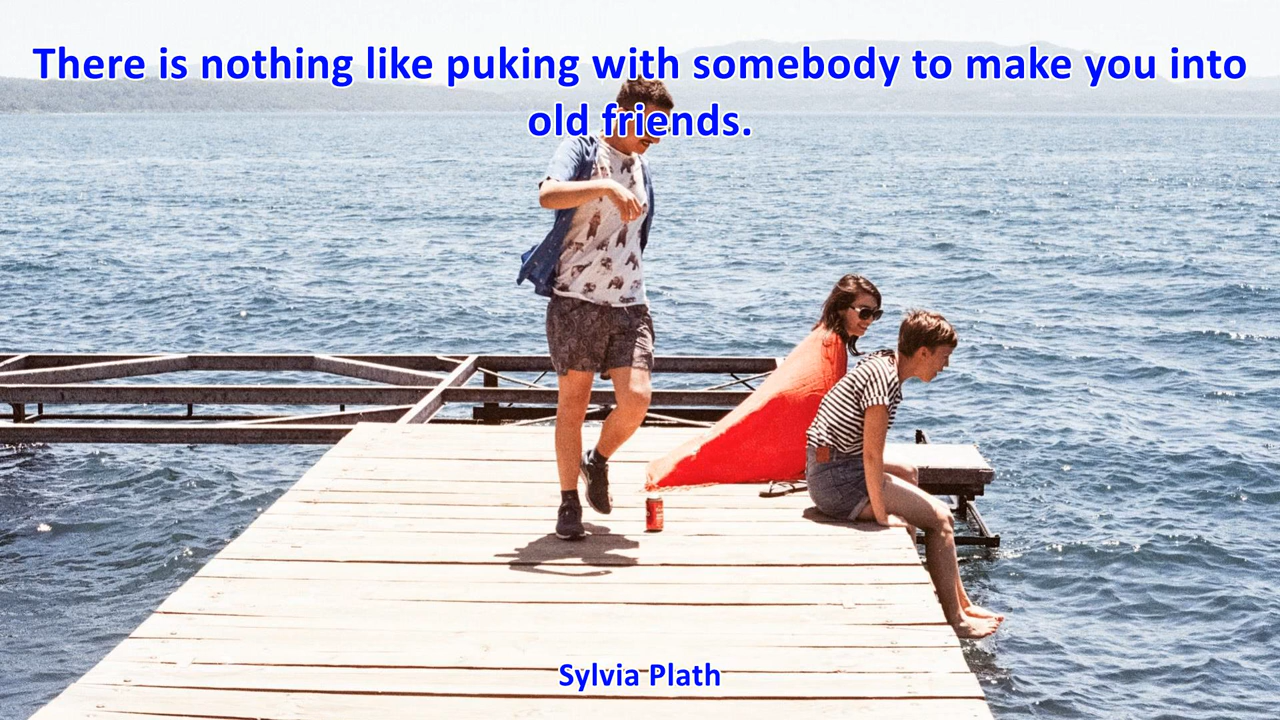 There is nothing like puking with somebody to make you into
old friends.
Sylvia Plath